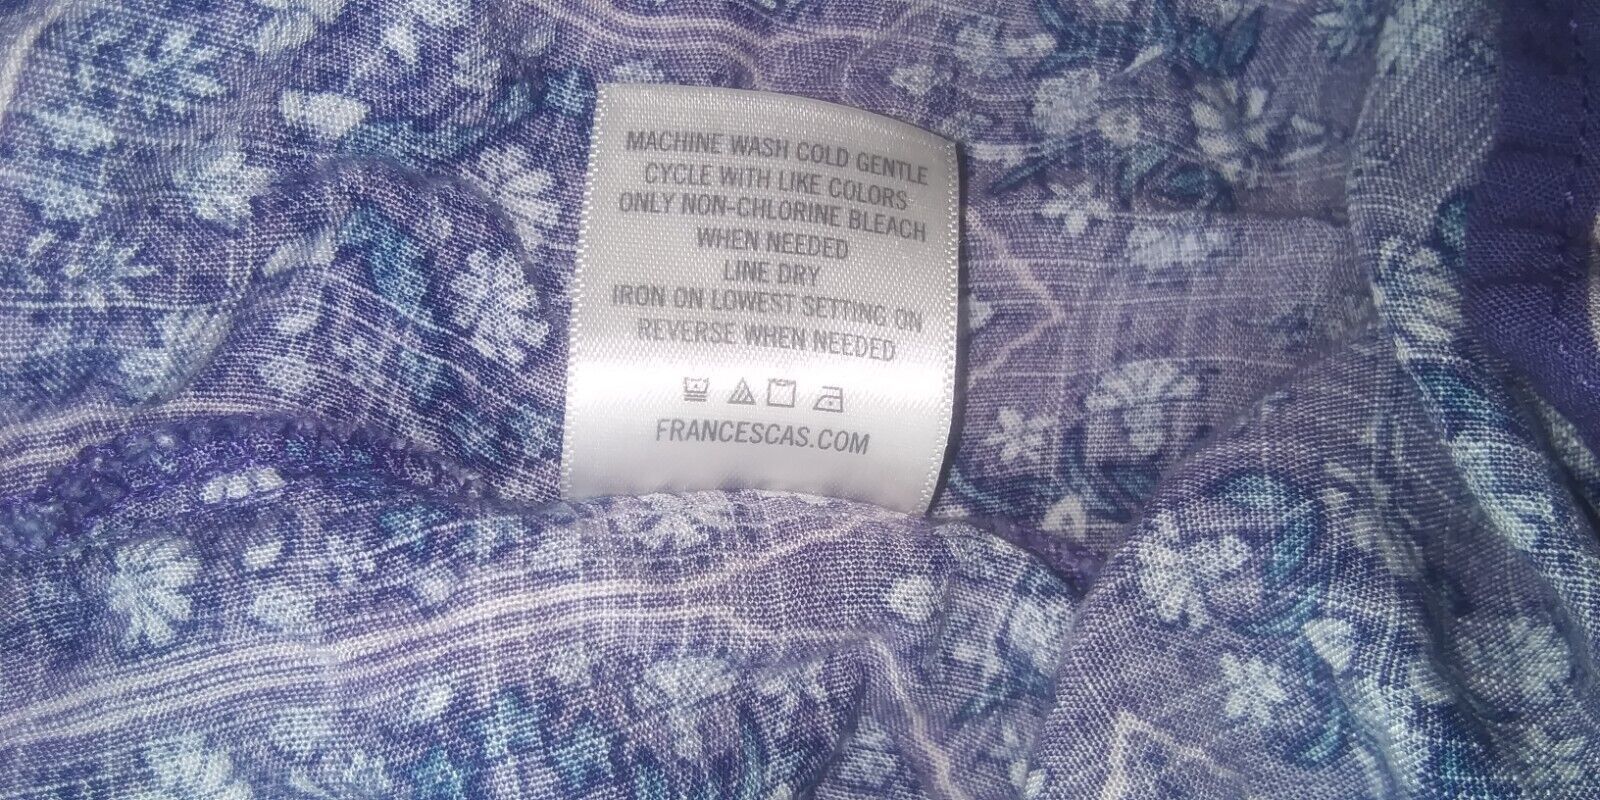 MACHINE WASH COLD GENTLE
CYCLE WITH LIKE COLORS
ONLY NON-CHLORINE BLEACH
WHEN NEEDED
LINE DRY
IRON ON LOWEST SETTING ON
REVERSE WHEN NEEDED
FRANCESCAS.COM